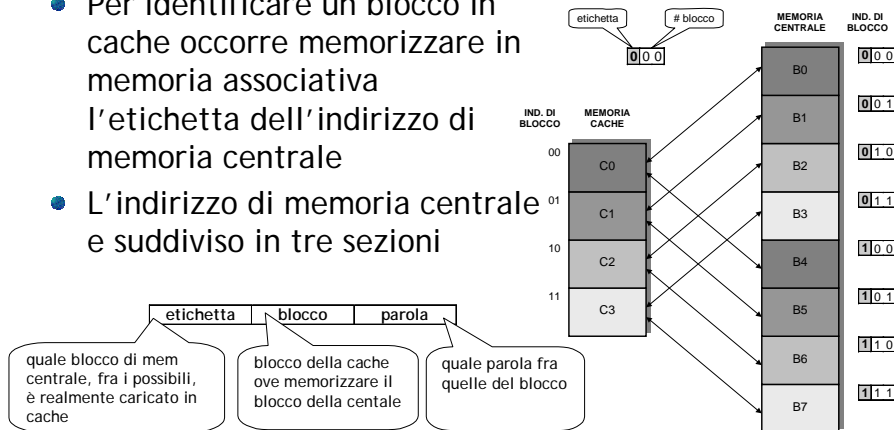 Per identificare un blocco in
cache occorre memorizzare in
memoria associativa
l'etichetta dell'indirizzo di
memoria centrale
L'indirizzo di memoria centrale
e suddiviso in tre sezioni
etichetta blocco parola
quale blocco di mem
centrale, fra i possibili,
è realmente caricato in
cache
blocco della cache
ove memorizzare il
blocco della centale
quale parola fra
quelle del blocco
etichetta # blocco
0 0 0
IND. DI
BLOCCO
MEMORIA
CACHE
00 C0
01 C1
10 C2
11 C3
MEMORIA
CENTRALE
IND. DI
BLOCCO
B0 0 0 0
B1 0 0 1
B2 0 1 0
B3 0 1 1
B4 1 0 0
B5 1 0 1
B6 1 1 0
B7 1 1 1